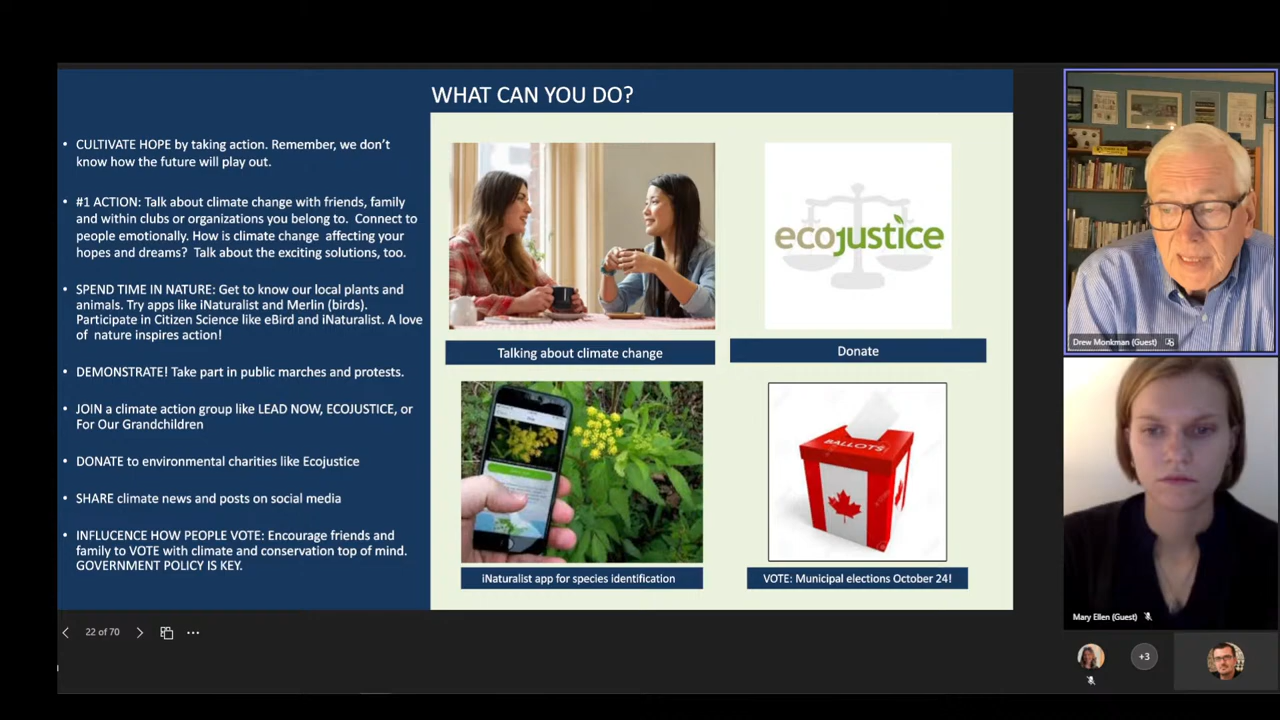 WHAT CAN YOU DO?
• CULTIVATE HOPE by taking action. Remember, we don't
know how the future will play out.
• #1 ACTION: Talk about climate change with friends, family
and within clubs or organizations you belong to. Connect to
people emotionally. How is climate change affecting your
hopes and dreams? Talk about the exciting solutions, too.
• SPEND TIME IN NATURE: Get to know our local plants and
animals. Try apps like iNaturalist and Merlin (birds).
Participate in Citizen Science like eBird and iNaturalist. A love
of nature inspires action!
• DEMONSTRATE! Take part in public marches and protests.
• JOIN a climate action group like LEAD NOW, ECOJUSTICE, or
For Our Grandchildren
• DONATE to environmental charities like Ecojustice
• SHARE climate news and posts on social media
• INFLUCENCE HOW PEOPLE VOTE: Encourage friends and
family to VOTE with climate and conservation top of mind.
GOVERNMENT POLICY IS KEY.
ecojustice
Talking about climate change
Donate
BALLOTS
iNaturalist app for species identification
VOTE: Municipal elections October 24!
22 of 70
Drew Monkman (Guest)
Mary Ellen (Guest)
+3